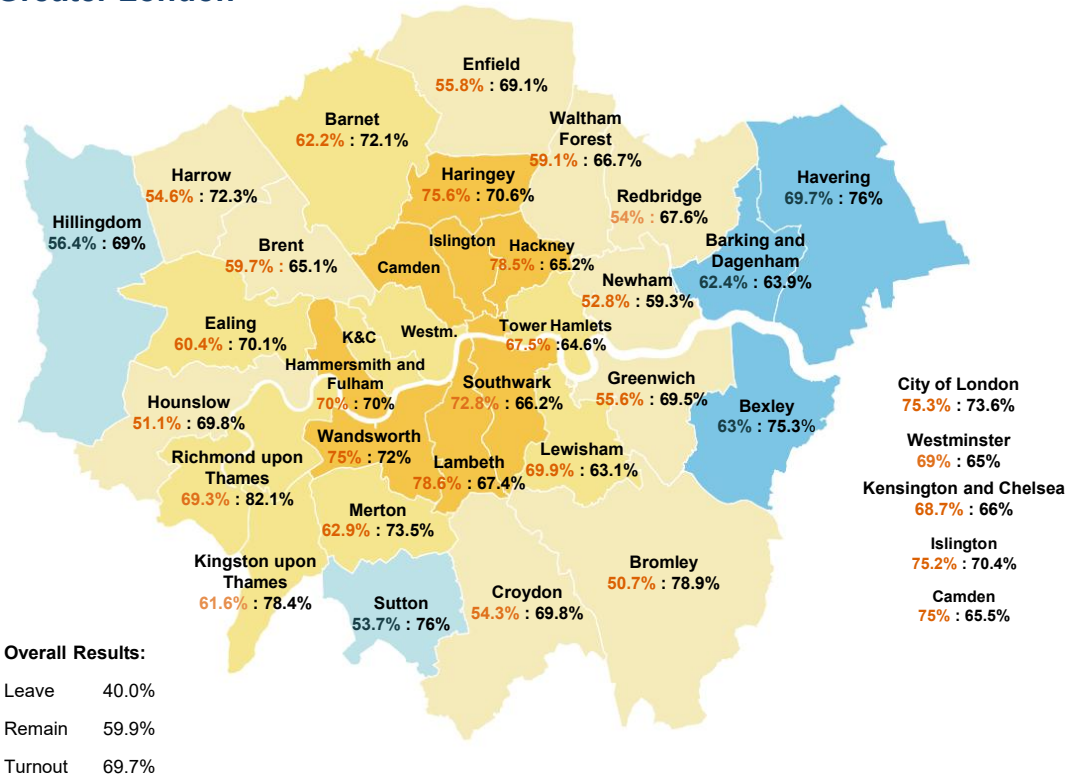 Greater London
Enfield
55.8% : 69.1%
Barnet
62.2% : 72.1%
Waltham
Forest
59.1% : 66.7%
Harrow
54.6% : 72.3%
Haringey
75.6% : 70.6%
Redbridge
54% : 67.6%
Havering
69.7% : 76%
Hillingdom
56.4% : 69%
Brent
59.7% : 65.1%
Islington
Camden
Hackney
78.5% : 65.2%
Barking and
Dagenham
62.4% : 63.9%
Newham
52.8% : 59.3%
Ealing
60.4% : 70.1%
K&C
Westm.
Tower Hamlets
67.5% :64.6%
Hammersmith and
Fulham
70% : 70%
Southwark
72.8% : 66.2%
Greenwich
55.6% : 69.5%
Bexley
63% : 75.3%
Hounslow
51.1% : 69.8%
Wandsworth
75% : 72%
Lambeth
78.6% : 67.4%
Lewisham
69.9% : 63.1%
Richmond upon
Thames
69.3% : 82.1%
Merton
62.9% : 73.5%
Kingston upon
Thames
61.6% : 78.4%
Sutton
53.7% : 76%
Croydon
54.3% : 69.8%
Bromley
50.7% : 78.9%
City of London
75.3% : 73.6%
Westminster
69% : 65%
Kensington and Chelsea
68.7% : 66%
Islington
75.2% : 70.4%
Camden
75% : 65.5%
Overall Results:
Leave 40.0%
Remain 59.9%
Turnout 69.7%